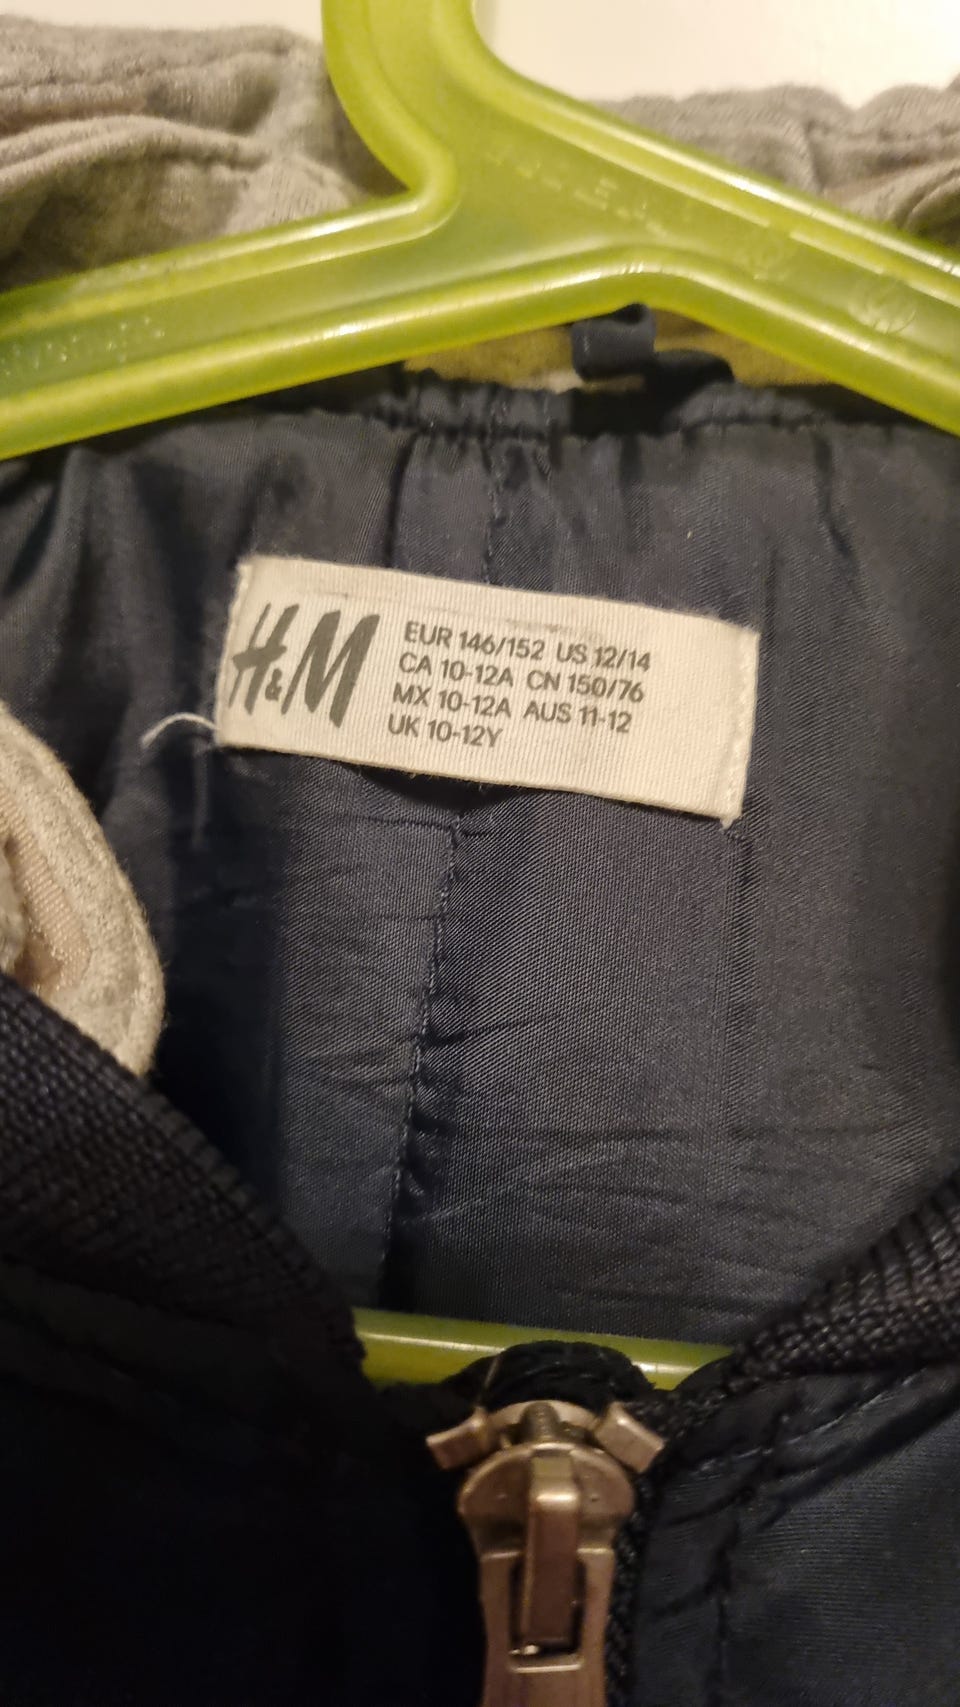 H&M
EUR 146/152 US 12/14
CA 10-12A CN 150/76
MX 10-12A AUS 11-12
UK 10-12Y